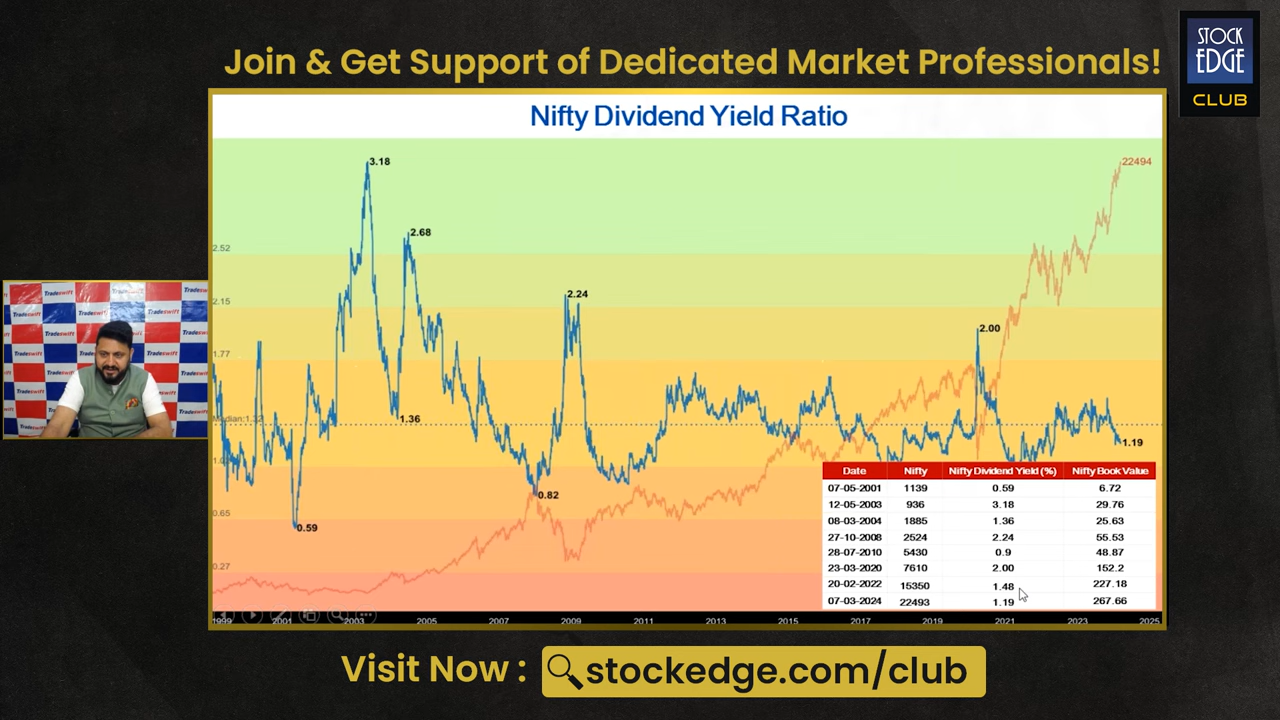 Join & Get Support of Dedicated Market Professionals!
STOCK
EDGE
CLUB
Nifty Dividend Yield Ratio
3.18
22494
2.68
2.52
2.24
2.15
2.00
1.77
1.36
1.19
0.82
0.65
0.59
0.27
Date Nifty Nifty Dividend Yield (%) Nifty Book Value
07-05-2001 1139 0.59 6.72
12-05-2003 936 3.18 29.76
08-03-2004 1885 1.36 25.63
27-10-2008 2524 2.24 55.53
28-07-2010 5430 0.9 48.87
23-03-2020 7610 2.00 152.2
20-02-2022 15350 1.48 227.18
07-03-2024 22493 1.19 267.66
1999 2001 2003 2005 2007 2009 2011 2013 2015 2017 2019 2021 2023 2025
Tradeswift Tradeswift Tradeswift
Visit Now : stockedge.com/club